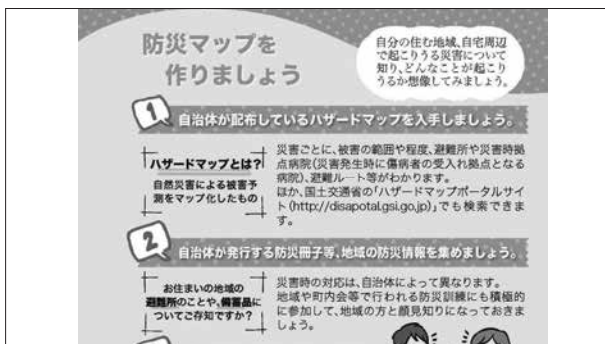 防災マップを
作りましょう
自分の住む地域、自宅周辺
で起こりうる災害について
知り、どんなことが起こり
うるか想像してみましょう。
1 自治体が配布しているハザードマップを入手しましょう。
ハザードマップとは?
自然災害による被害予
測をマップ化したもの
災害ごとに、被害の範囲や程度、避難所や災害時拠
点病院(災害発生時に傷病者の受入れ拠点となる
病院)、避難ルート等がわかります。
ほか、国土交通省の「ハザードマップポータルサイ
ト(http://disapotal.gsi.go.jp)」でも検索できま
す。
2 自治体が発行する防災冊子等、地域の防災情報を集めましょう。
お住まいの地域の
避難所のことや、備蓄品に
ついてご存知ですか?
災害時の対応は、自治体によって異なります。
地域や町内会等で行われる防災訓練にも積極的
に参加して、地域の方と顔見知りになっておきま
しょう。